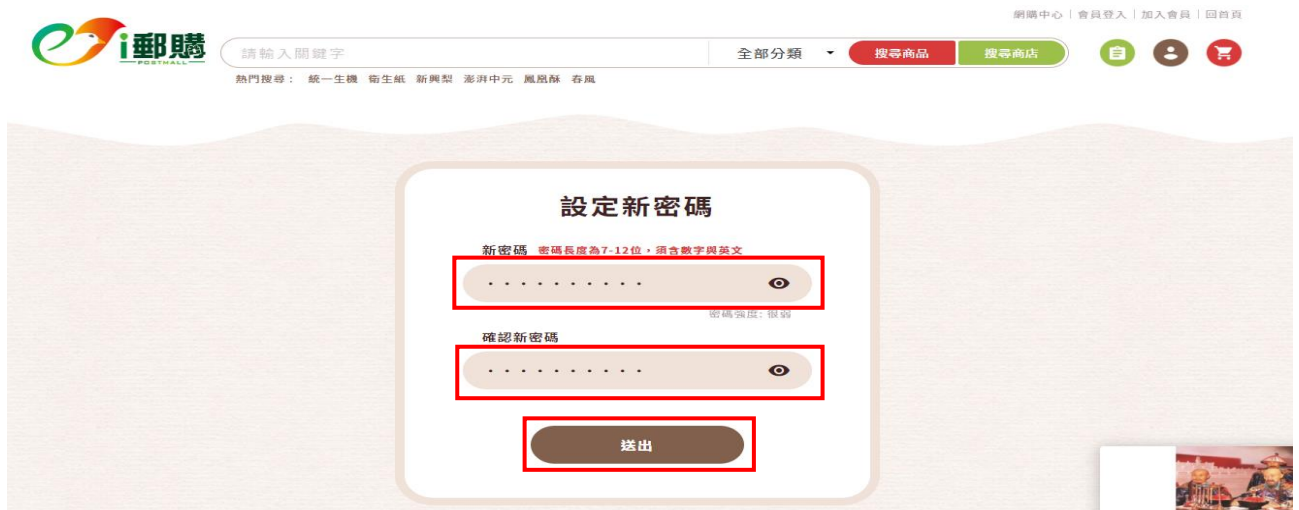 網購中心 | 會員登入 | 加入會員 | 回首頁
i郵購
POSTMALL
請輸入關鍵字
全部分類
搜尋商品
搜尋商店
熱門搜尋： 統一生機 衛生紙 新興梨 澎湃中元 鳳凰酥 春風
設定新密碼
新密碼 密碼長度為7-12位，須含數字與英文
密碼強度: 很弱
確認新密碼
送出